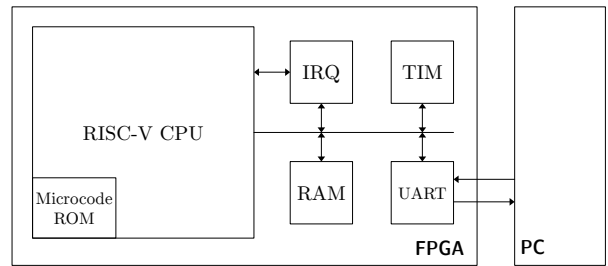 IRQ
TIM
RISC-V CPU
Microcode
ROM
RAM
UART
FPGA
PC